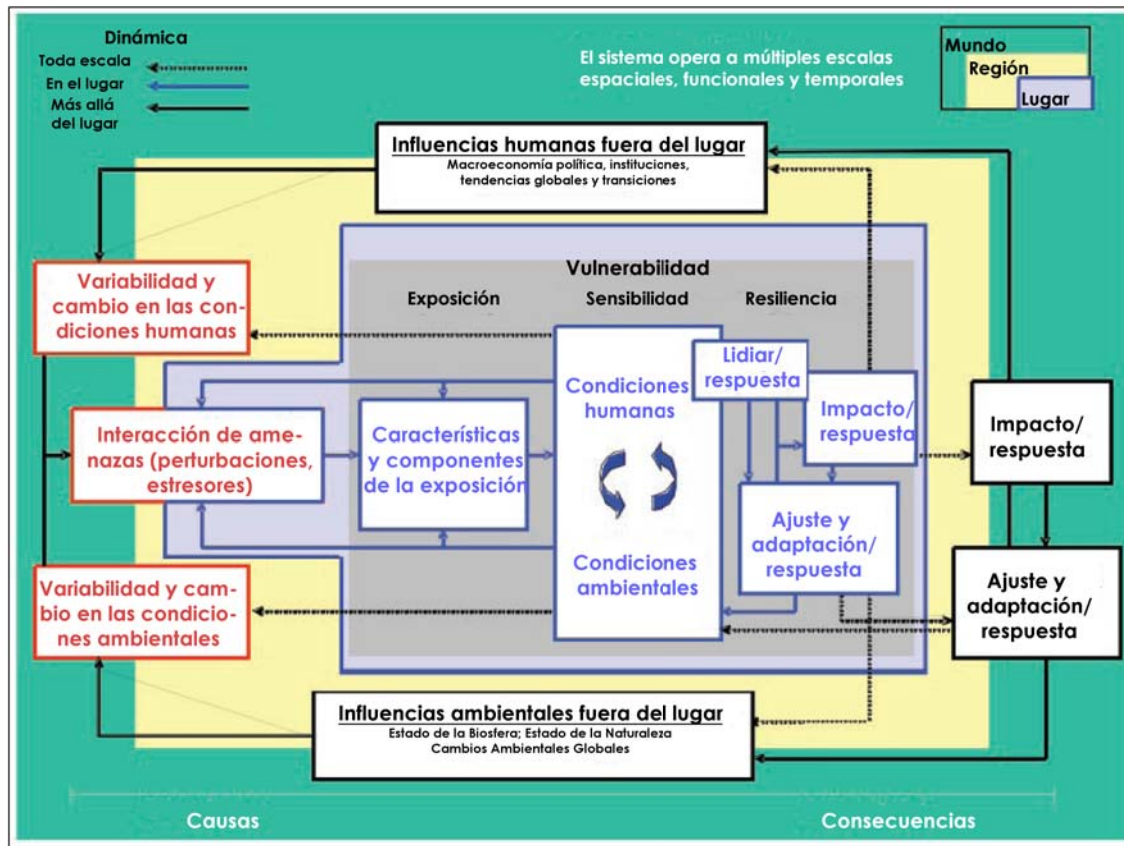 Dinámica
Toda escala
En el lugar
Más allá
del lugar
El sistema opera a múltiples escalas
espaciales, funcionales y temporales
Mundo
Región
Lugar
Influencias humanas fuera del lugar
Macroeconomía política, instituciones,
tendencias globales y transiciones
Variabilidad y
cambio en las con-
diciones humanas
Vulnerabilidad
Exposición
Sensibilidad
Resiliencia
Interacción de ame-
nazas (perturbaciones,
estresores)
Características
y componentes
de la exposición
Condiciones
humanas
Condiciones
ambientales
Lidiar/
respuesta
Impacto/
respuesta
Ajuste y
adaptación/
respuesta
Impacto/
respuesta
Ajuste y
adaptación/
respuesta
Variabilidad y cam-
bio en las condicio-
nes ambientales
Influencias ambientales fuera del lugar
Estado de la Biosfera; Estado de la Naturaleza
Cambios Ambientales Globales
Causas
Consecuencias